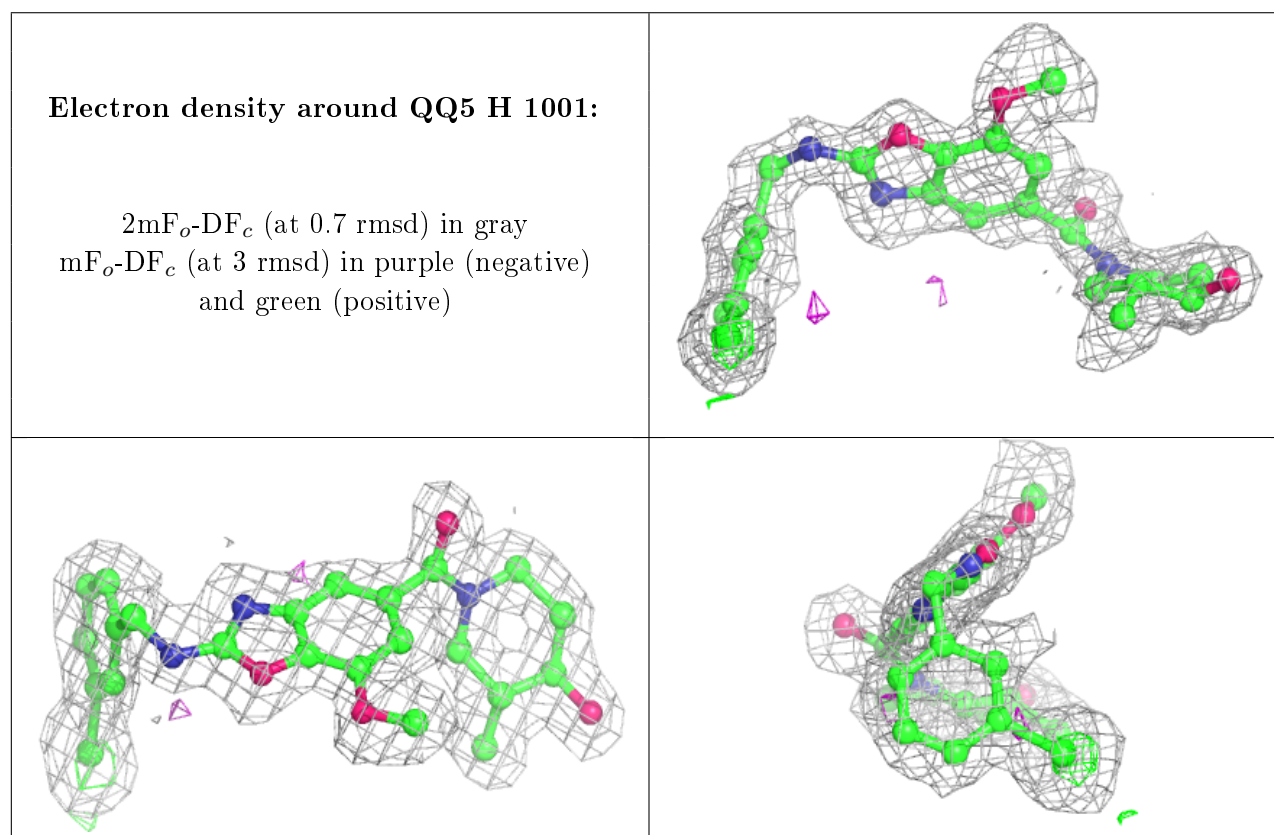 Electron density around QQ5 H 1001:
2mFo-DFc (at 0.7 rmsd) in gray
mFo-DFc (at 3 rmsd) in purple (negative)
and green (positive)